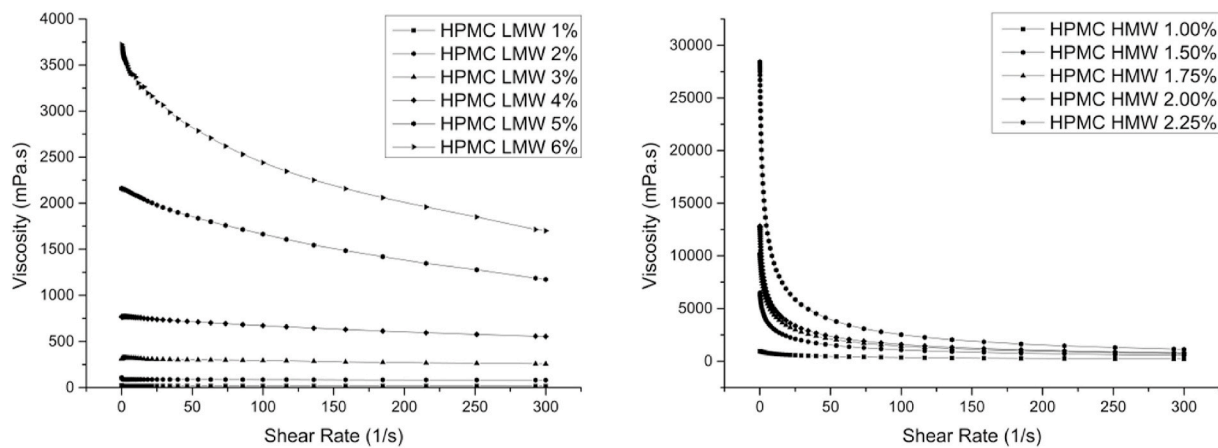 4000
3500
3000
2500
2000
1500
1000
500
0
Viscosity (mPa.s)
HPMC LMW 1%
HPMC LMW 2%
HPMC LMW 3%
HPMC LMW 4%
HPMC LMW 5%
HPMC LMW 6%
0 50 100 150 200 250 300
Shear Rate (1/s)
30000
25000
20000
15000
10000
5000
0
Viscosity (mPa.s)
HPMC HMW 1.00%
HPMC HMW 1.50%
HPMC HMW 1.75%
HPMC HMW 2.00%
HPMC HMW 2.25%
0 50 100 150 200 250 300
Shear Rate (1/s)